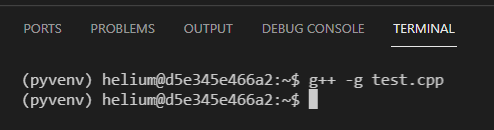 PORTS PROBLEMS OUTPUT DEBUG CONSOLE TERMINAL
(pyvenv) helium@d5e345e466a2:~$ g++ -g test.cpp
(pyvenv) helium@d5e345e466a2:~$